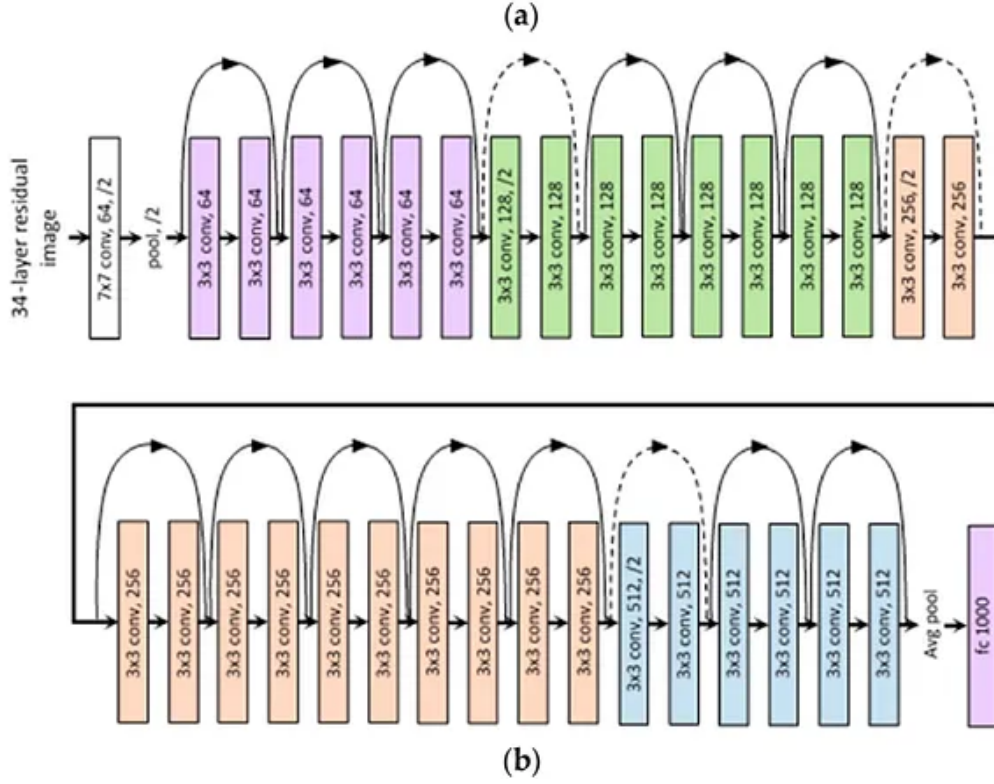 (a)
34-layer residual
image
7x7 conv, 64, /2
pool, /2
3x3 conv, 64
3x3 conv, 64
3x3 conv, 64
3x3 conv, 64
3x3 conv, 64
3x3 conv, 64
3x3 conv, 128, /2
3x3 conv, 128
3x3 conv, 128
3x3 conv, 128
3x3 conv, 128
3x3 conv, 128
3x3 conv, 128
3x3 conv, 128
3x3 conv, 256, /2
3x3 conv, 256
3x3 conv, 256
3x3 conv, 256
3x3 conv, 256
3x3 conv, 256
3x3 conv, 256
3x3 conv, 256
3x3 conv, 256
3x3 conv, 256
3x3 conv, 256
3x3 conv, 256
3x3 conv, 512, /2
3x3 conv, 512
3x3 conv, 512
3x3 conv, 512
3x3 conv, 512
3x3 conv, 512
Avg pool
fc 1000
(b)